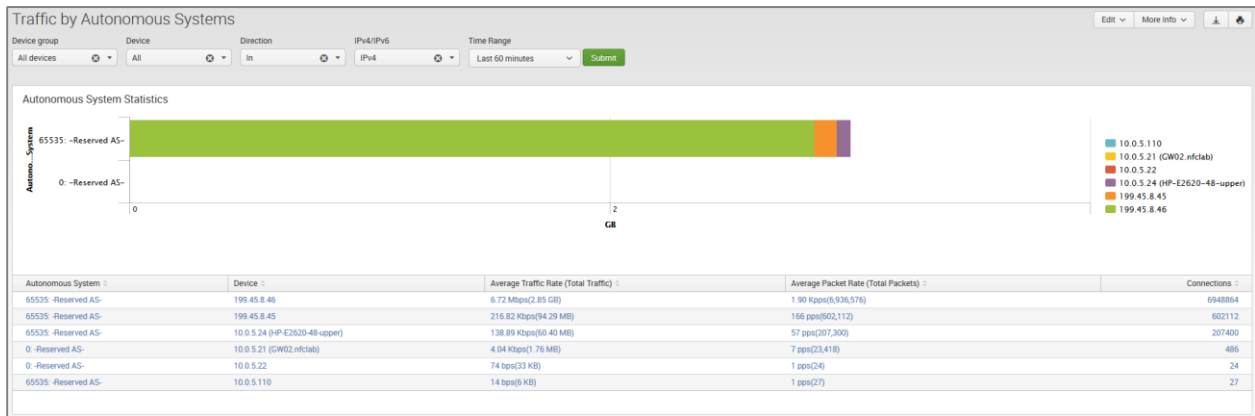 Traffic by Autonomous Systems
Edit More Info
Device group Device Direction IPv4/IPv6 Time Range
All devices All In IPv4 Last 60 minutes Submit
Autonomous System Statistics
Autono...System
65535: -Reserved AS-
0: -Reserved AS-
0 2
GB
10.0.5.110
10.0.5.21 (GW02.nfclab)
10.0.5.22
10.0.5.24 (HP-E2620-48-upper)
199.45.8.45
199.45.8.46
Autonomous System Device Average Traffic Rate (Total Traffic) Average Packet Rate (Total Packets) Connections
65535: -Reserved AS- 199.45.8.46 6.72 Mbps(2.85 GB) 1.90 Kpps(6,936,576) 6948864
65535: -Reserved AS- 199.45.8.45 216.82 Kbps(94.29 MB) 166 pps(602,112) 602112
65535: -Reserved AS- 10.0.5.24 (HP-E2620-48-upper) 138.89 Kbps(60.40 MB) 57 pps(207,300) 207400
0: -Reserved AS- 10.0.5.21 (GW02.nfclab) 4.04 Kbps(1.76 MB) 7 pps(23,418) 486
0: -Reserved AS- 10.0.5.22 74 bps(33 KB) 1 pps(24) 24
65535: -Reserved AS- 10.0.5.110 14 bps(6 KB) 1 pps(27) 27